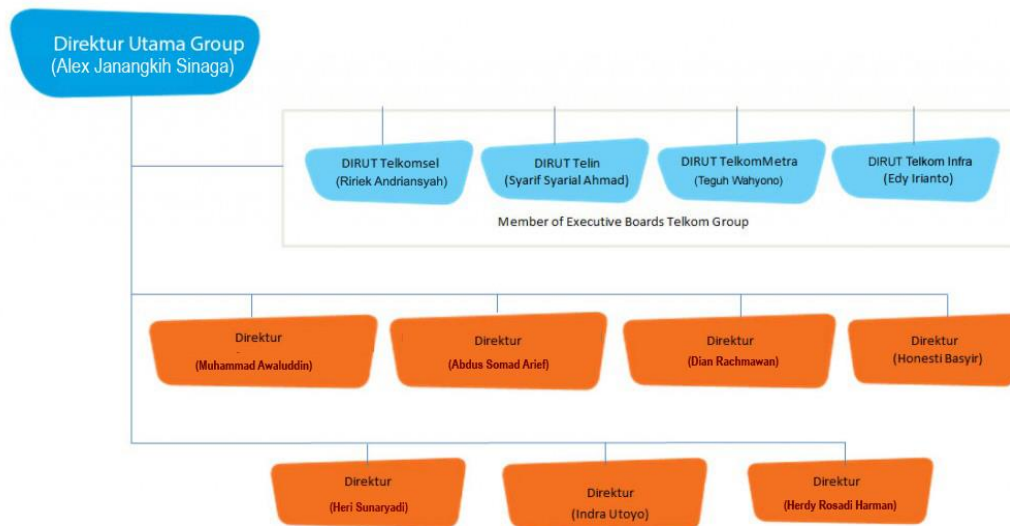 Direktur Utama Group
(Alex Janangkih Sinaga)
DIRUT Telkomsel
(Ririek Andriansyah)
DIRUT Telin
(Syarif Syarial Ahmad)
DIRUT TelkomMetra
(Teguh Wahyono)
DIRUT Telkom Infra
(Edy Irianto)
Member of Executive Boards Telkom Group
Direktur
(Muhammad Awaluddin)
Direktur
(Abdus Somad Arief)
Direktur
(Dian Rachmawan)
Direktur
(Honesti Basyir)
Direktur
(Heri Sunaryadi)
Direktur
(Indra Utoyo)
Direktur
(Herdy Rosadi Harman)